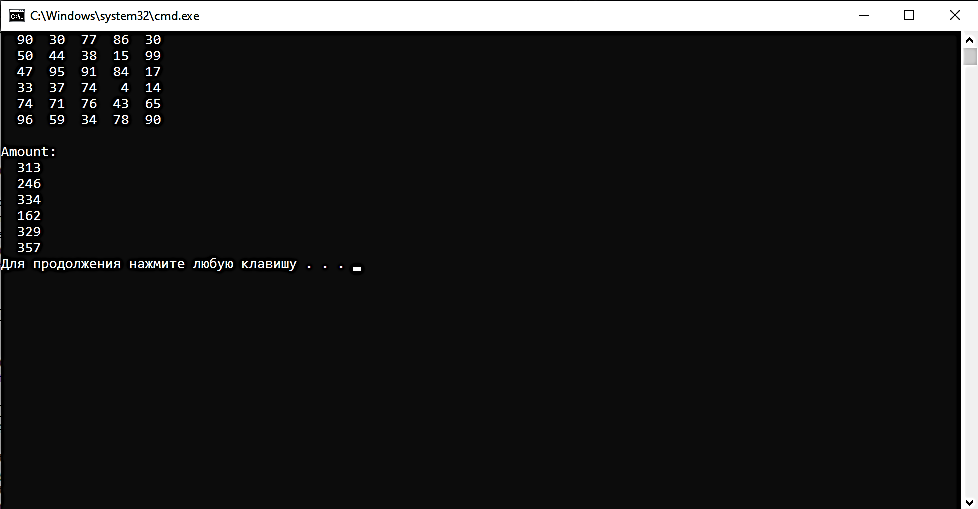 C:\Windows\system32\cmd.exe
90 30 77 86 30
50 44 38 15 99
47 95 91 84 17
33 37 74 4 14
74 71 76 43 65
96 59 34 78 90
Amount:
313
246
334
162
329
357
Для продолжения нажмите любую клавишу . . .